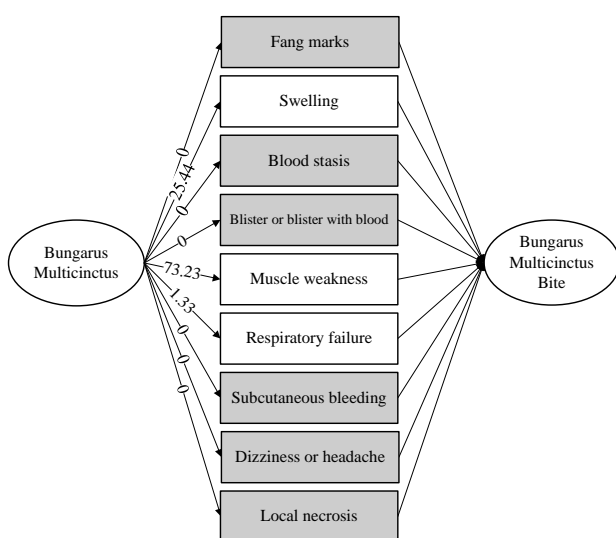 Fang marks
Swelling
Blood stasis
Blister or blister with blood
Muscle weakness
Respiratory failure
Subcutaneous bleeding
Dizziness or headache
Local necrosis
Bungarus
Multicinctus
0
25.44
0
0
73.23
1.33
0
0
0
Bungarus
Multicinctus
Bite